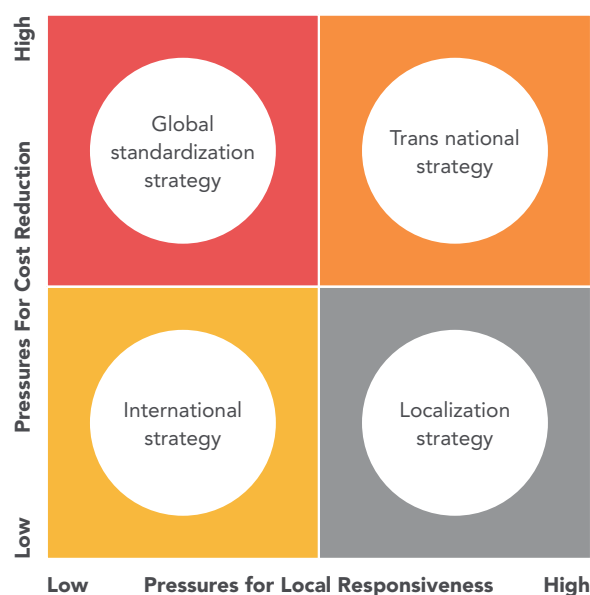 High
Pressures For Cost Reduction
Low
Global
standardization
strategy
Trans national
strategy
International
strategy
Localization
strategy
Low
Pressures for Local Responsiveness
High